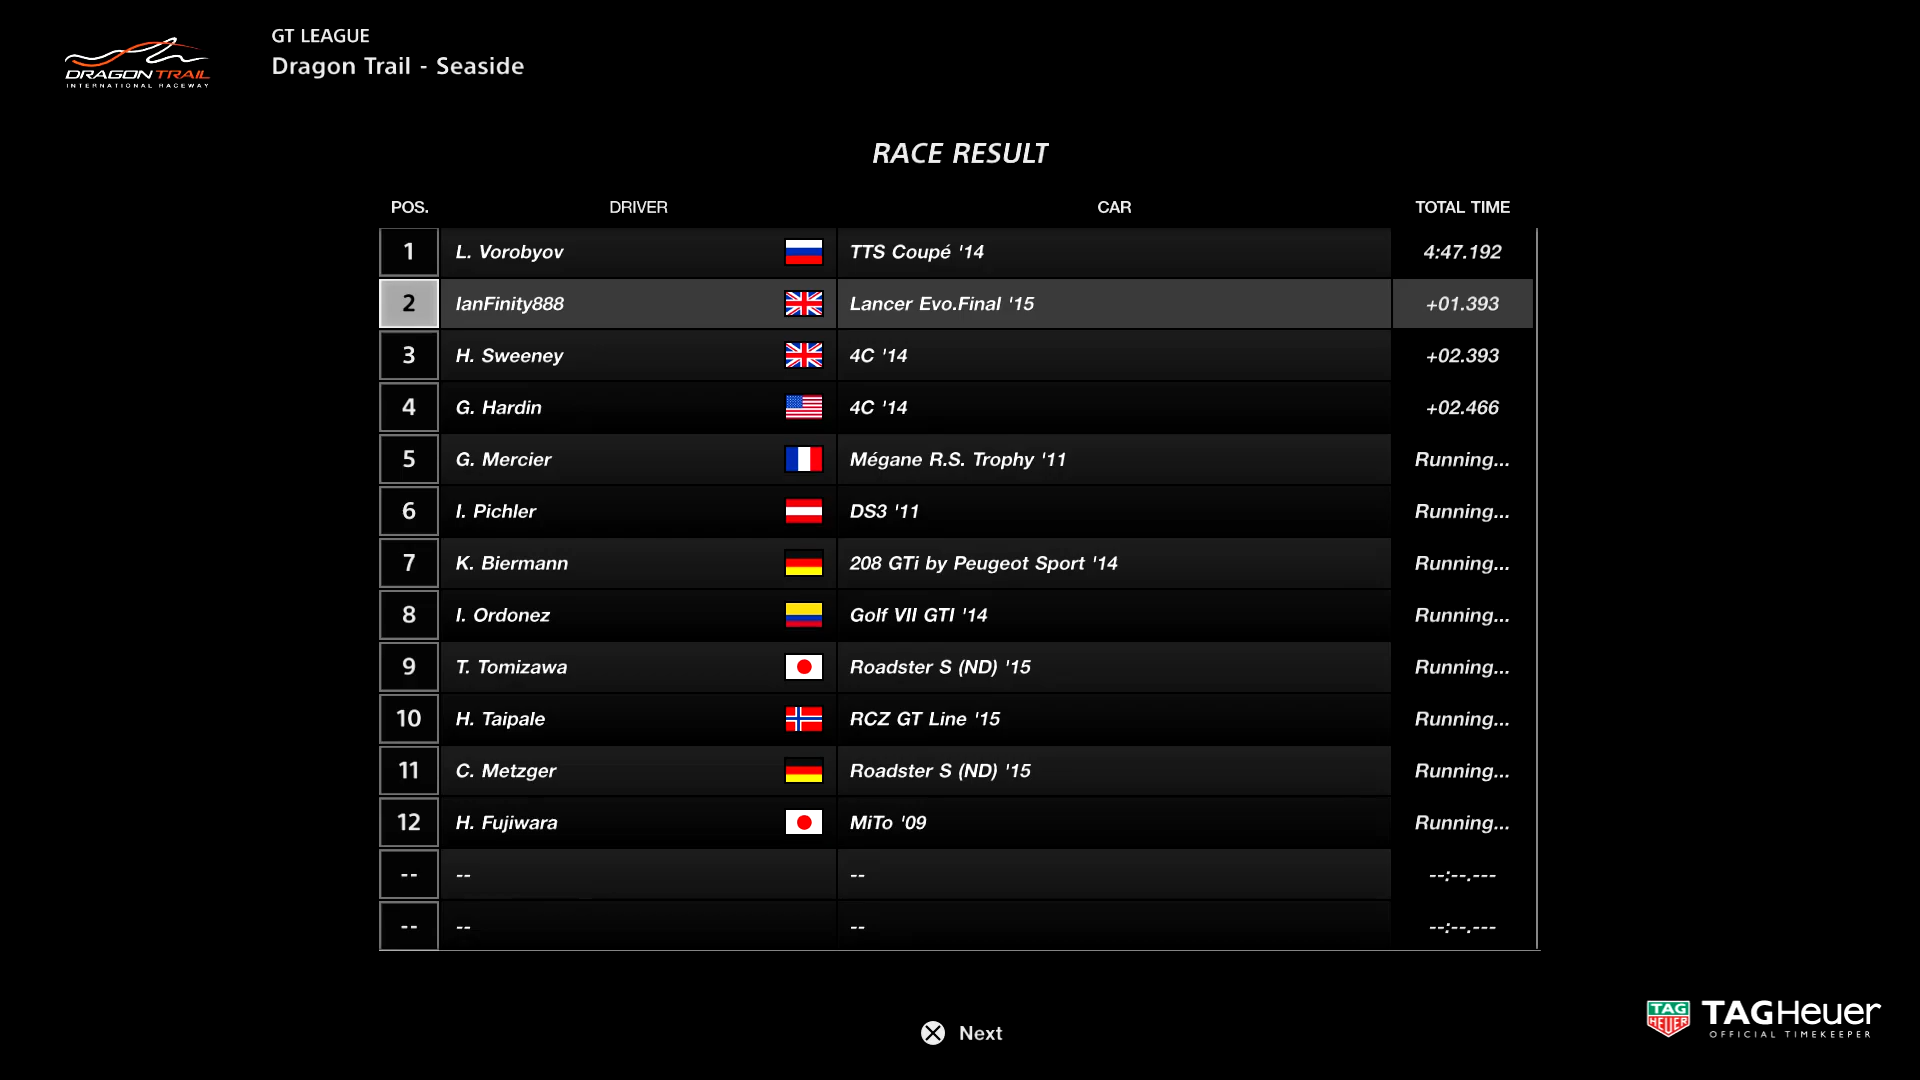 DRAGON TRAIL
INTERNATIONAL RACEWAY
GT LEAGUE
Dragon Trail - Seaside
RACE RESULT
POS. DRIVER CAR TOTAL TIME
1 L. Vorobyov TTS Coupé '14 4:47.192
2 IanFinity888 Lancer Evo.Final '15 +01.393
3 H. Sweeney 4C '14 +02.393
4 G. Hardin 4C '14 +02.466
5 G. Mercier Mégane R.S. Trophy '11 Running...
6 I. Pichler DS3 '11 Running...
7 K. Biermann 208 GTi by Peugeot Sport '14 Running...
8 I. Ordonez Golf VII GTI '14 Running...
9 T. Tomizawa Roadster S (ND) '15 Running...
10 H. Taipale RCZ GT Line '15 Running...
11 C. Metzger Roadster S (ND) '15 Running...
12 H. Fujiwara MiTo '09 Running...
-- -- -- --:--.---
-- -- -- --:--.---
Next
TAG HEUER TAGHeuer
OFFICIAL TIMEKEEPER